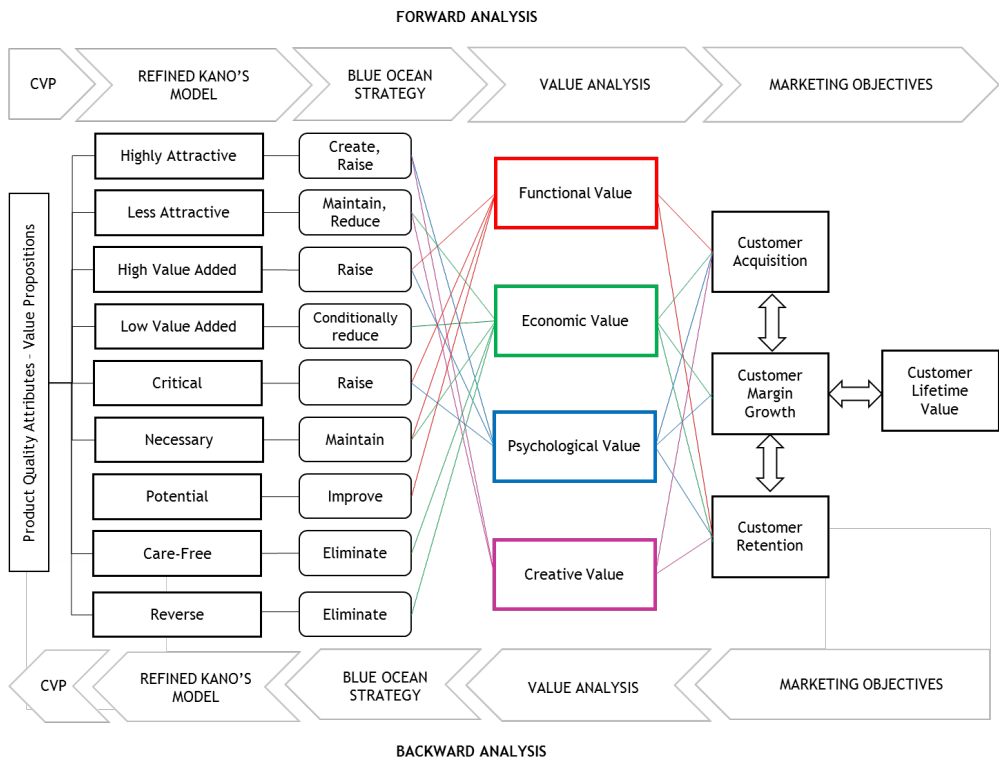 FORWARD ANALYSIS
CVP
REFINED KANO'S
MODEL
BLUE OCEAN
STRATEGY
VALUE ANALYSIS
MARKETING OBJECTIVES
Product Quality Attributes - Value Propositions
Highly Attractive
Create,
Raise
Less Attractive
Maintain,
Reduce
High Value Added
Raise
Low Value Added
Conditionally
reduce
Critical
Raise
Necessary
Maintain
Potential
Improve
Care-Free
Eliminate
Reverse
Eliminate
Functional Value
Economic Value
Psychological Value
Creative Value
Customer
Acquisition
Customer
Margin
Growth
Customer
Retention
Customer
Lifetime
Value
CVP
REFINED KANO'S
MODEL
BLUE OCEAN
STRATEGY
VALUE ANALYSIS
MARKETING OBJECTIVES
BACKWARD ANALYSIS